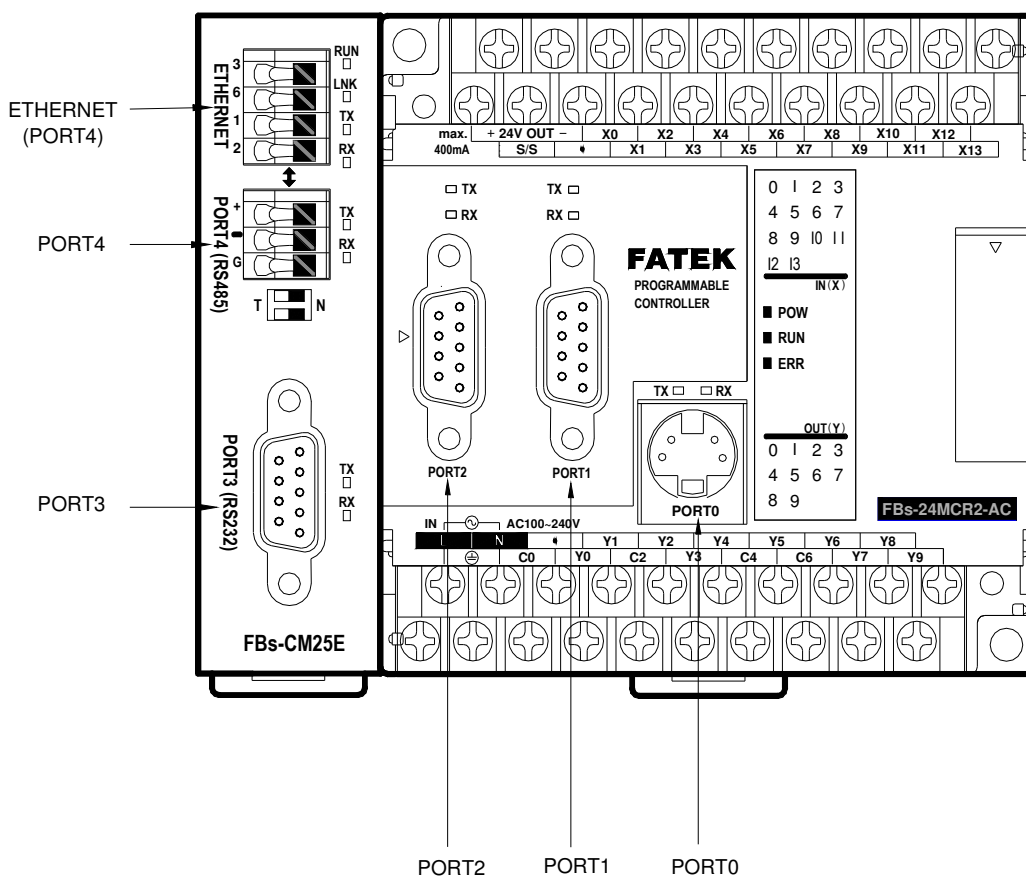 ETHERNET
(PORT4)
PORT4
PORT3
RUN
LNK
TX
RX
3
6
1
2
ETHERNET
+
-
G
PORT4 (RS485)
TX
RX
T N
PORT3 (RS232)
TX
RX
FBs-CM25E
max. + 24V OUT – X0 X2 X4 X6 X8 X10 X12
400mA S/S X1 X3 X5 X7 X9 X11 X13
TX TX
RX RX
FATEK
PROGRAMMABLE
CONTROLLER
0 1 2 3
4 5 6 7
8 9 10 11
12 13
IN(X)
POW
RUN
ERR
TX RX
OUT(Y)
0 1 2 3
4 5 6 7
8 9
PORT2 PORT1
PORT0
FBs-24MCR2-AC
IN AC100~240V
L N Y1 Y2 Y4 Y5 Y6 Y8
C0 Y0 C2 Y3 C4 C6 Y7 Y9
PORT2 PORT1 PORT0